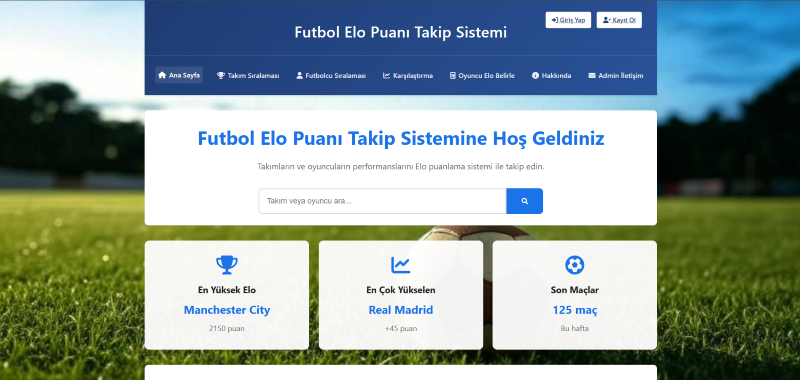 Futbol Elo Puanı Takip Sistemi
Giriş Yap
Kayıt Ol
Ana Sayfa
Takım Sıralaması
Futbolcu Sıralaması
Karşılaştırma
Oyuncu Elo Belirle
Hakkında
Admin İletişim
Futbol Elo Puanı Takip Sistemine Hoş Geldiniz
Takımların ve oyuncuların performanslarını Elo puanlama sistemi ile takip edin.
Takım veya oyuncu ara...
En Yüksek Elo
Manchester City
2150 puan
En Çok Yükselen
Real Madrid
+45 puan
Son Maçlar
125 maç
Bu hafta